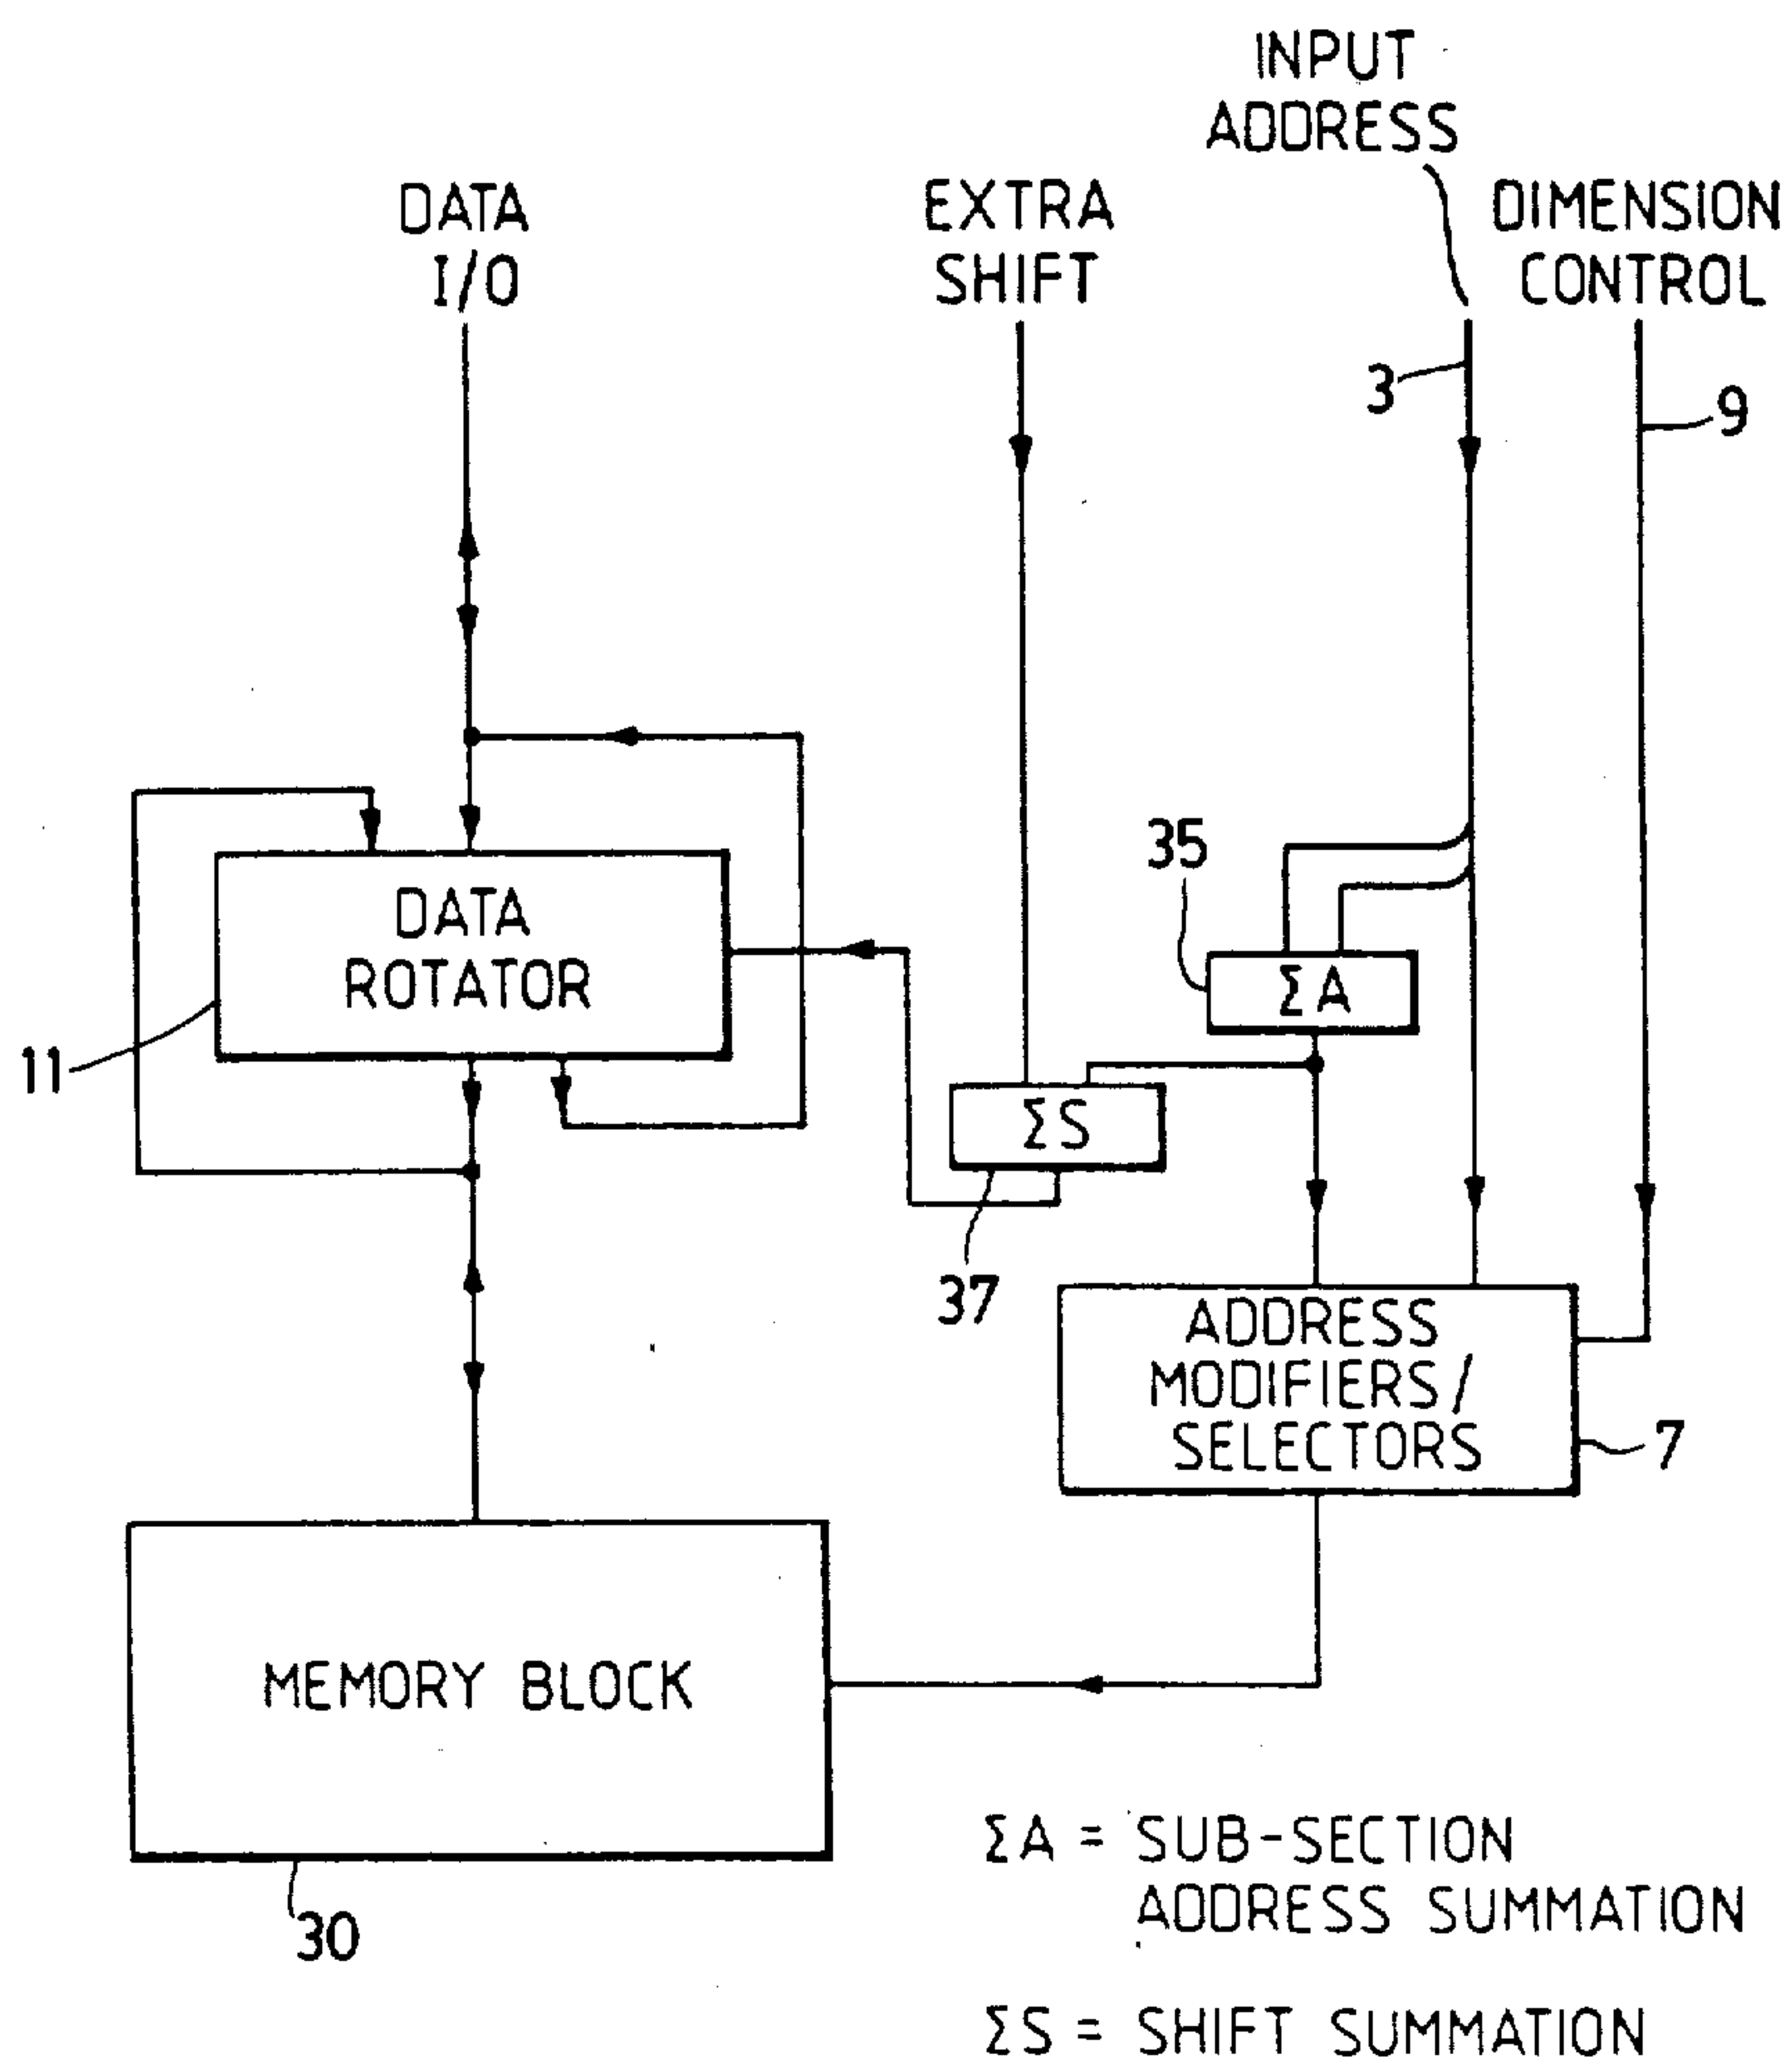 INPUT
ADDRESS
DATA
I/O
EXTRA
SHIFT
DIMENSION
CONTROL
3
9
35
DATA
ROTATOR
ΣA
11
ΣS
37
ADDRESS
MODIFIERS/
SELECTORS
7
MEMORY BLOCK
30
ΣA = SUB-SECTION
ADDRESS SUMMATION
ΣS = SHIFT SUMMATION